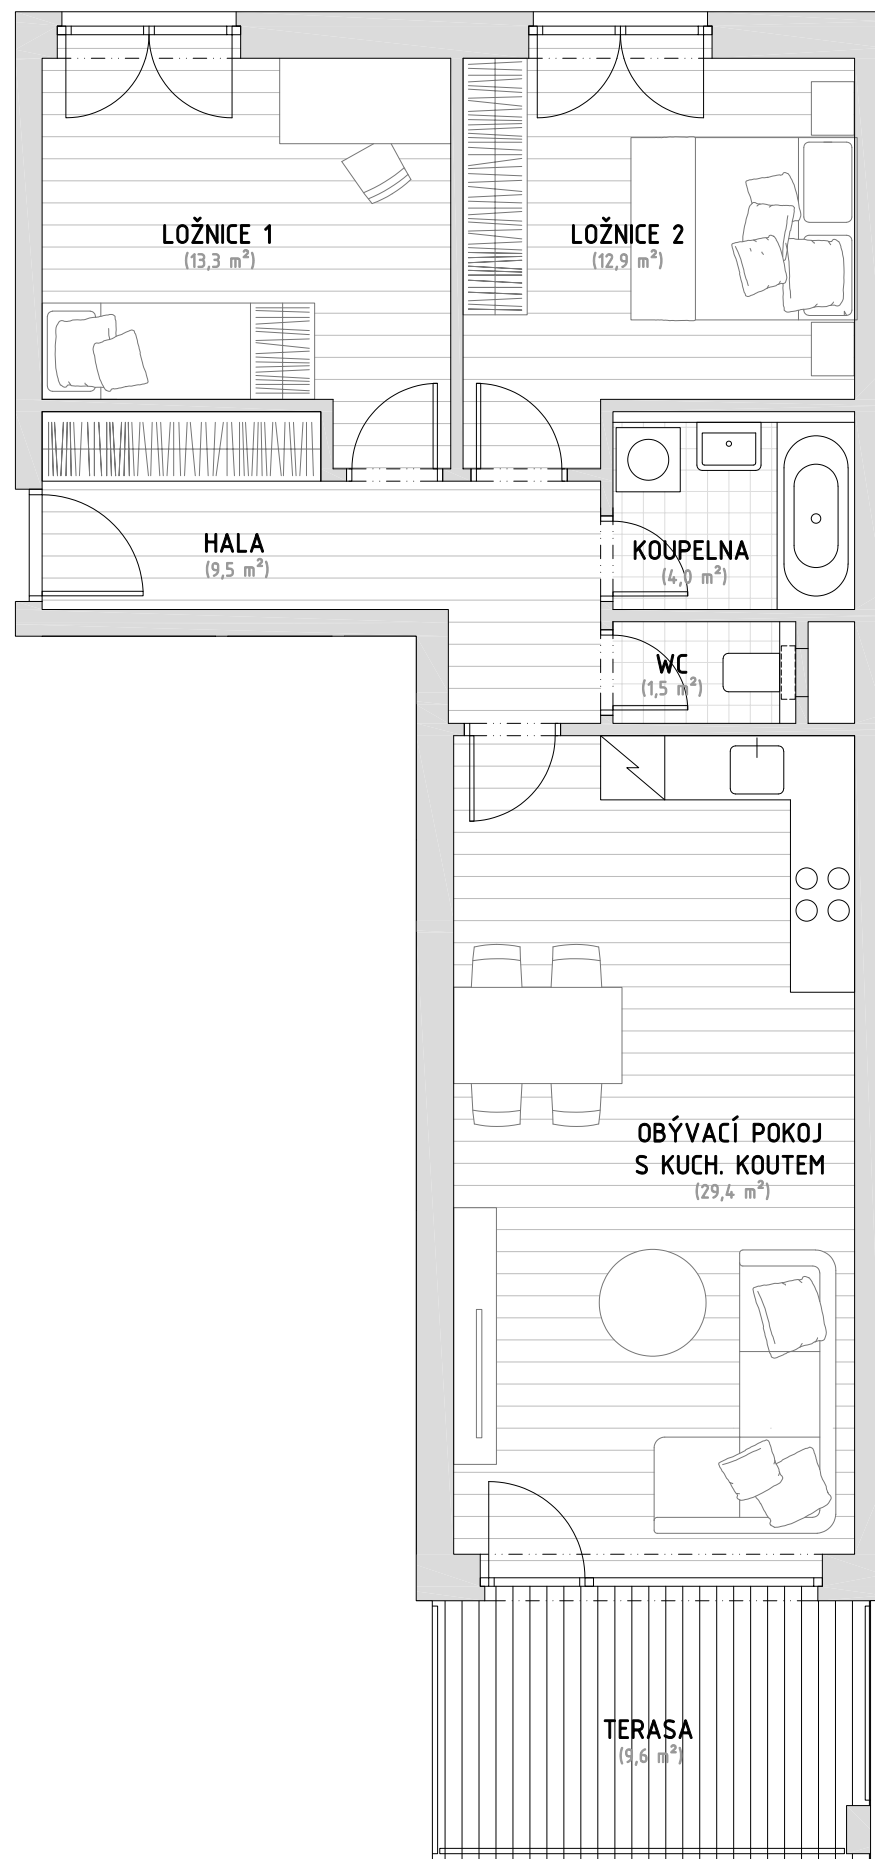 LOŽNICE 1
(13,3 m²)
LOŽNICE 2
(12,9 m²)
HALA
(9,5 m²)
KOUPELNA
(4,0 m²)
WC
(1,5 m²)
OBÝVACÍ POKOJ
S KUCH. KOUTEM
(29,4 m²)
TERASA
(9,6 m²)